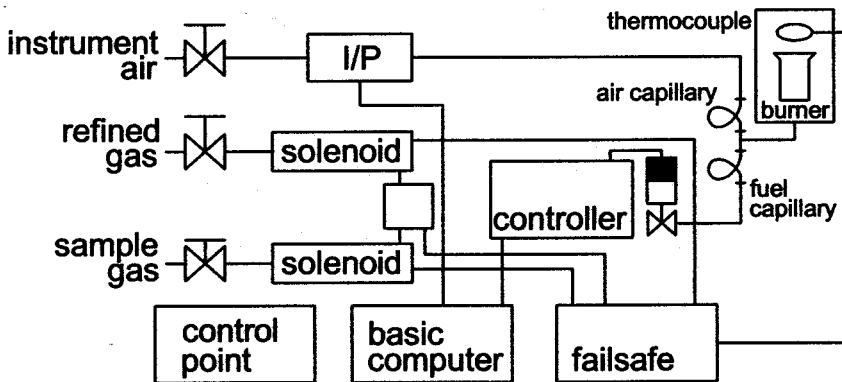 instrument
air
I/P
thermocouple
air capillary
burner
refined
gas
solenoid
controller
fuel
capillary
sample
gas
solenoid
control
point
basic
computer
failsafe